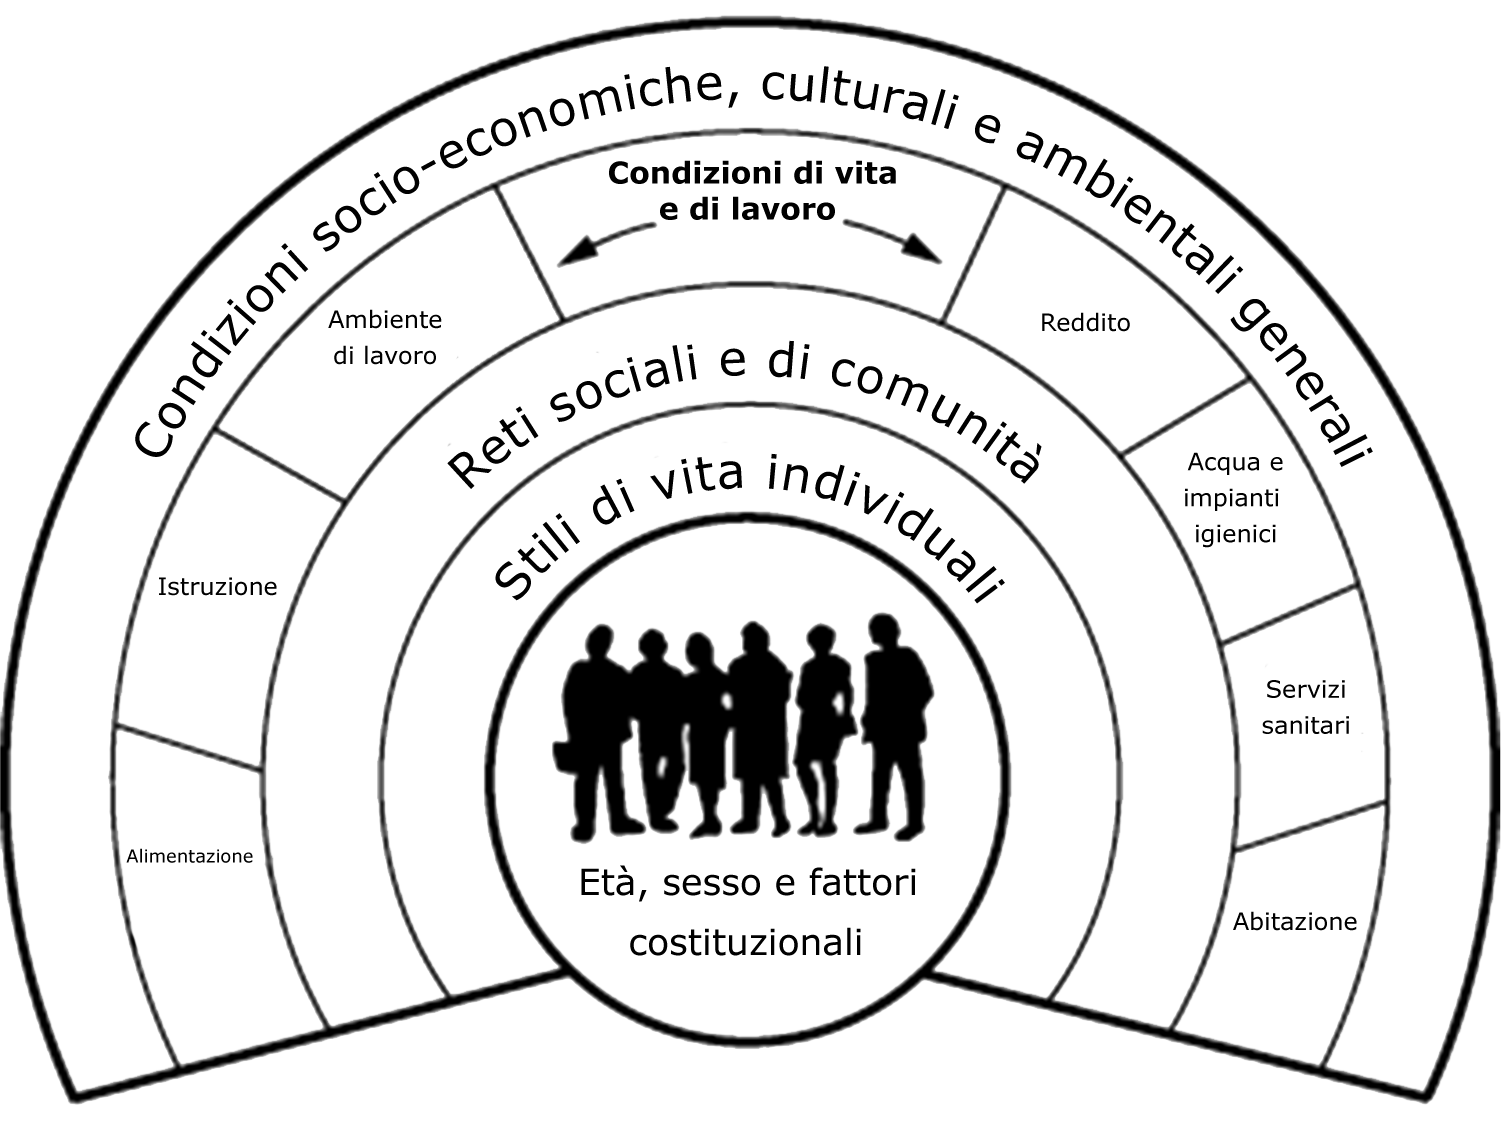 Condizioni socio-economiche, culturali e ambientali generali
Condizioni di vita
e di lavoro
Ambiente
di lavoro
Reddito
Reti sociali e di comunità
Acqua e
impianti
igienici
Stili di vita individuali
Istruzione
Servizi
sanitari
Alimentazione
Abitazione
Età, sesso e fattori
costituzionali